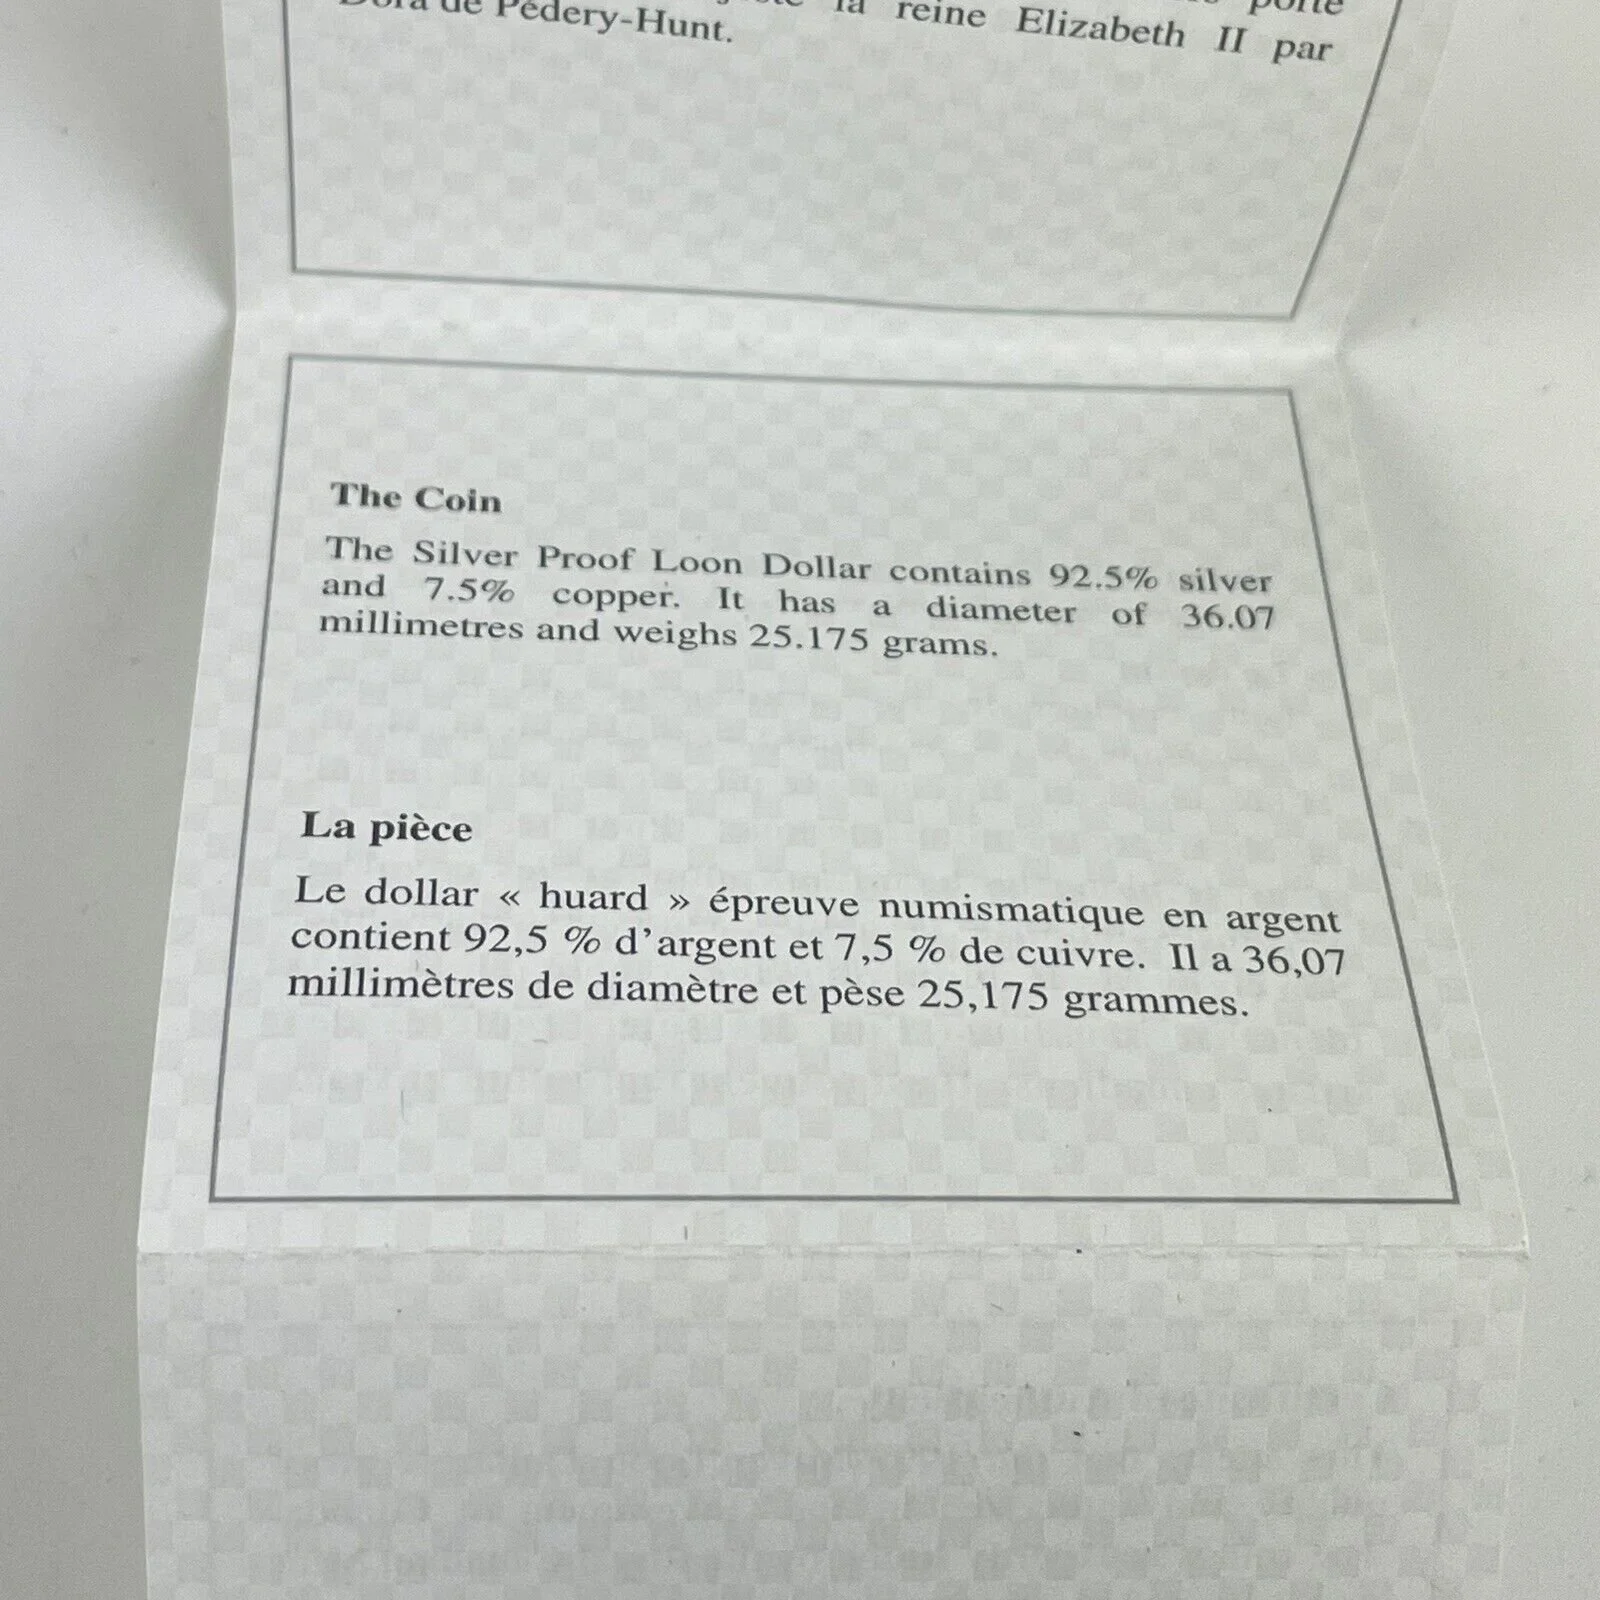 la reine Elizabeth II par
de Pédery-Hunt.
The Coin
The Silver Proof Loon Dollar contains 92.5% silver
and 7.5% copper. It has a diameter of 36.07
millimetres and weighs 25.175 grams.
La pièce
Le dollar « huard » épreuve numismatique en argent
contient 92,5 % d'argent et 7,5 % de cuivre. Il a 36,07
millimètres de diamètre et pèse 25,175 grammes.